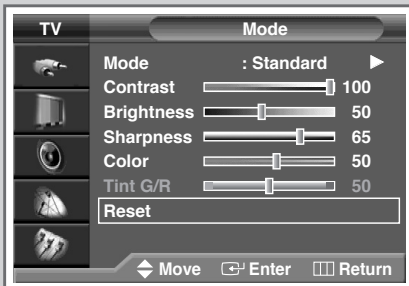 TV Mode
Mode : Standard
Contrast 100
Brightness 50
Sharpness 65
Color 50
Tint G/R 50
Reset
Move Enter Return